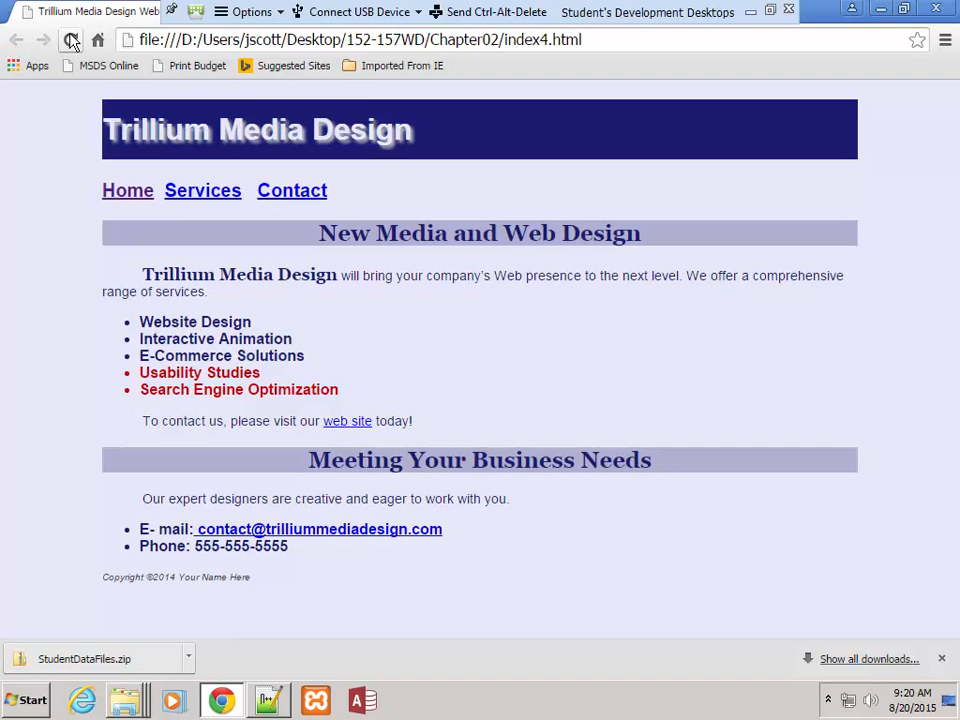 Trillium Media Design Web
Options
Connect USB Device
Send Ctrl-Alt-Delete
Student's Development Desktops
file:///D:/Users/jscott/Desktop/152-157WD/Chapter02/index4.html
Apps
MSDS Online
Print Budget
Suggested Sites
Imported From IE
Trillium Media Design
Home Services Contact
New Media and Web Design
Trillium Media Design will bring your company's Web presence to the next level. We offer a comprehensive
range of services.
• Website Design
• Interactive Animation
• E-Commerce Solutions
• Usability Studies
• Search Engine Optimization
To contact us, please visit our web site today!
Meeting Your Business Needs
Our expert designers are creative and eager to work with you.
• E- mail: contact@trilliummediadesign.com
• Phone: 555-555-5555
Copyright ©2014 Your Name Here
StudentDataFiles.zip
Show all downloads...
Start
9:20 AM
8/20/2015